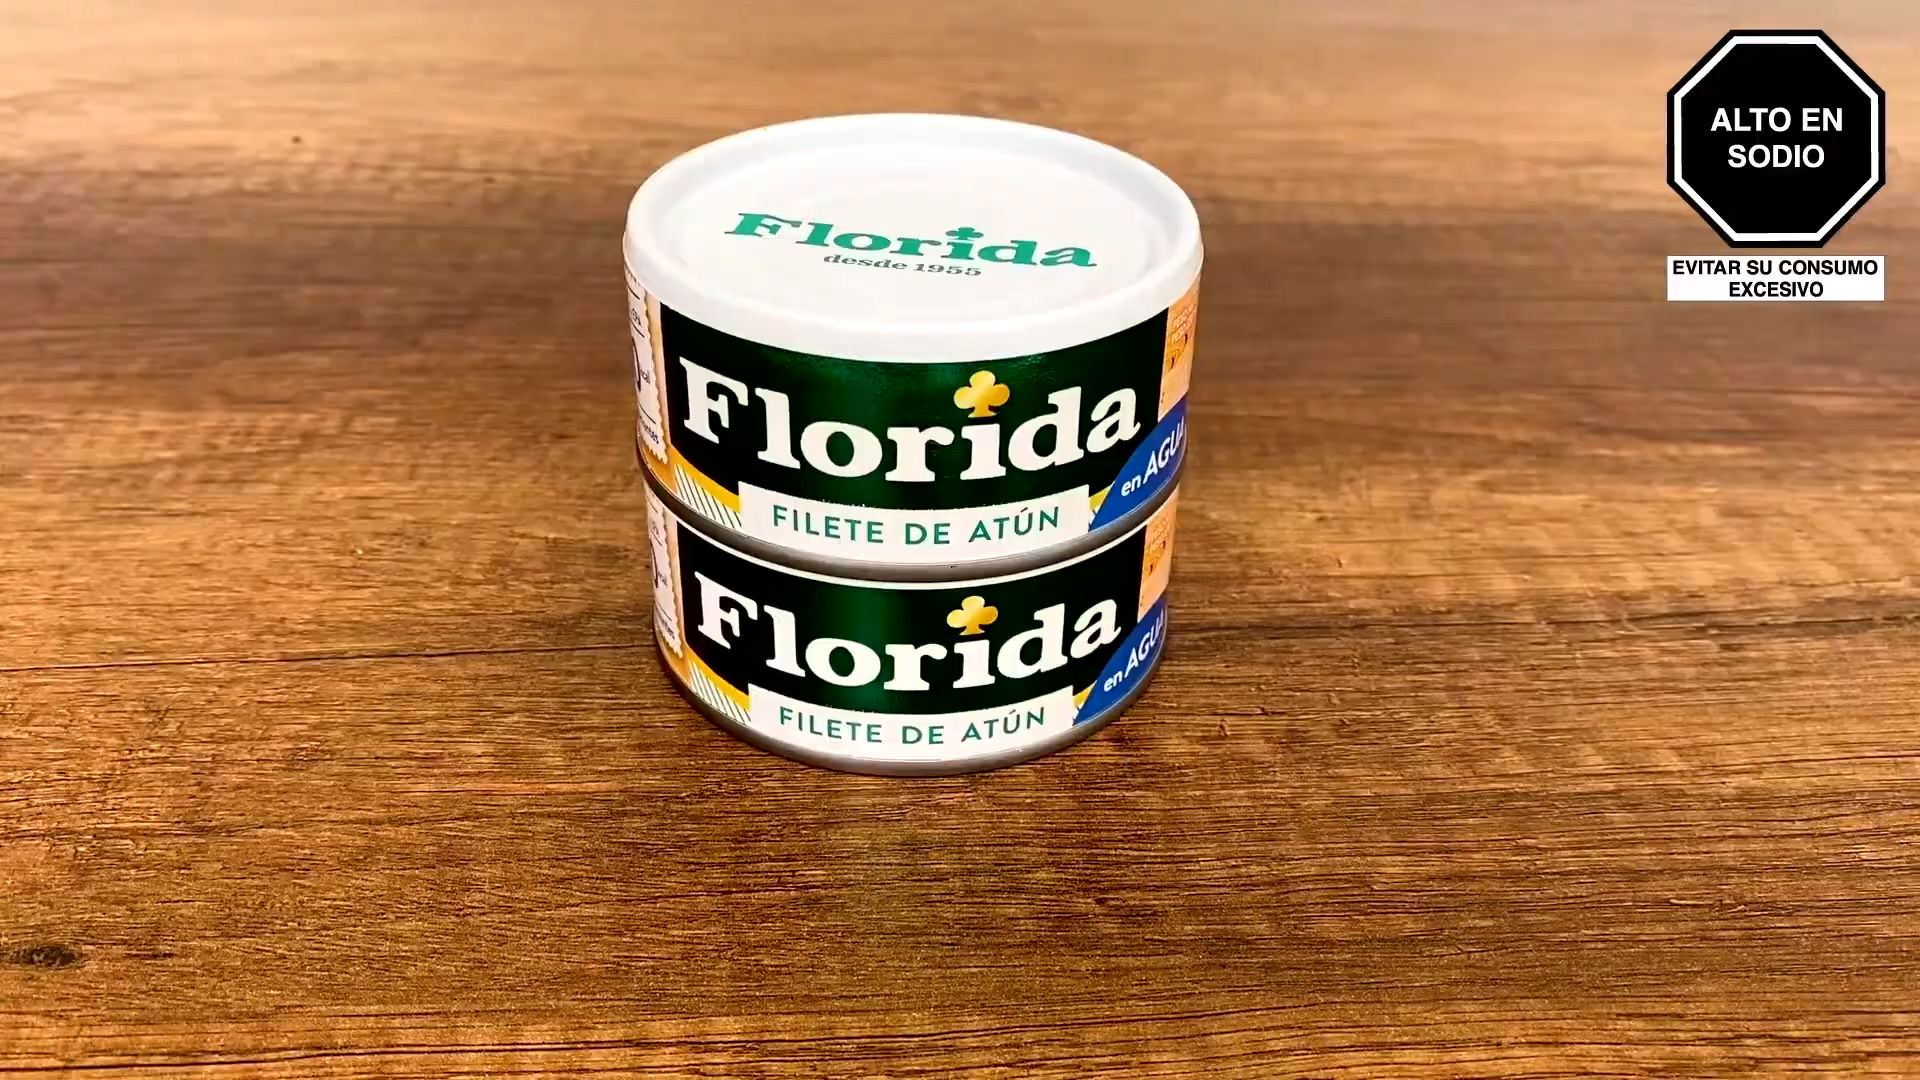 ALTO EN
SODIO
EVITAR SU CONSUMO
EXCESIVO
Florida
desde 1955
Florida
en AGUA
FILETE DE ATÚN
Florida
en AGUA
FILETE DE ATÚN